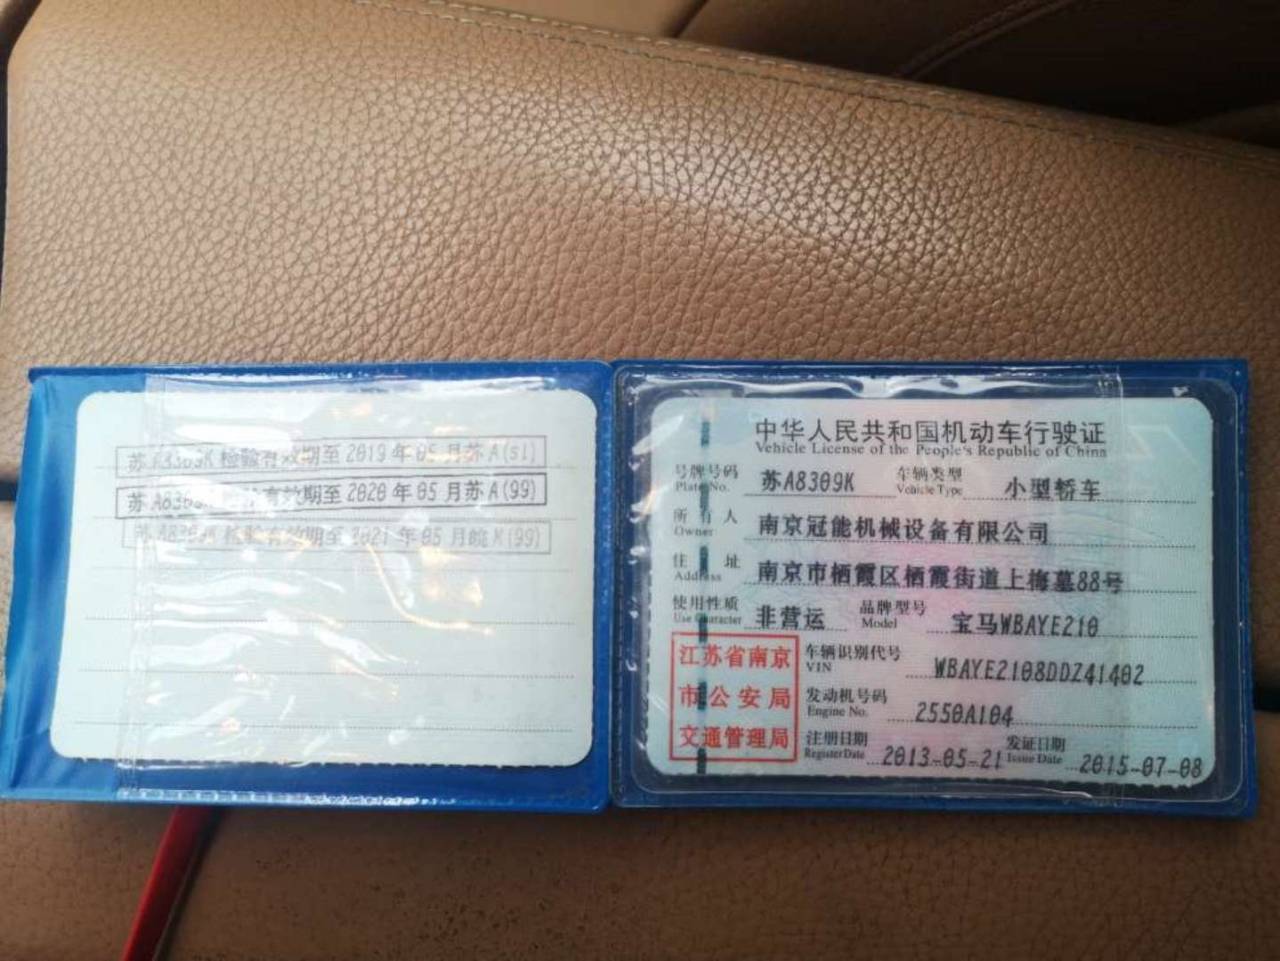 检验有效期至2019年05月苏A(sl)
苏A8309K检验有效期至2020年05月苏A(99)
检验有效期至2021年05月皖K(99)
中华人民共和国机动车行驶证
Vehicle License of the People's Republic of China
号牌号码 苏A8309K 车辆类型 小型轿车
Plate No. Vehicle Type
所有人 南京冠能机械设备有限公司
Owner
住址 南京市栖霞区栖霞街道上梅墓88号
Address
使用性质 非营运 品牌型号 宝马WBAYE210
Use Character Model
江苏省南京
市公安局
交通管理局
车辆识别代号 WBAYE2108DDZ41402
VIN
发动机号码 2550A104
Engine No.
注册日期 2013-05-21 发证日期 2015-07-08
Register Date Issue Date